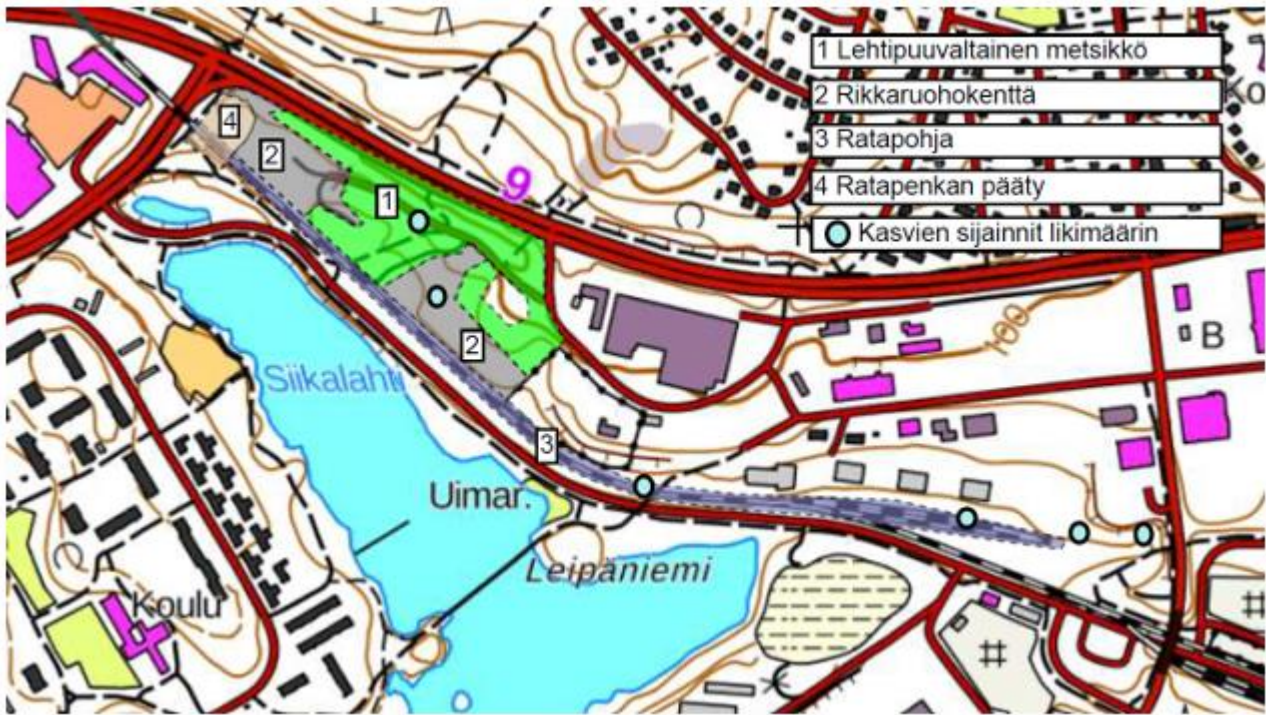 1 Lehtipuuvaltainen metsikkö
2 Rikkaruohokenttä
3 Ratapohja
4 Ratapenkan pääty
Kasvien sijainnit likimäärin
Ko
4
2
9
1
2
100
B
Siikalahti
3
Uimar.
Leipäniemi
Koulu